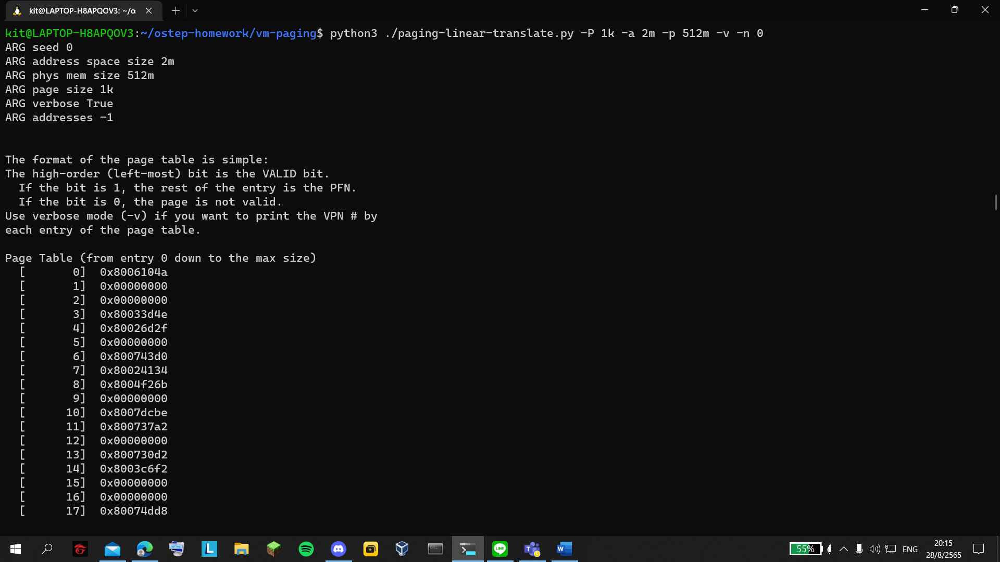 kit@LAPTOP-H8APQOV3: ~/o
kit@LAPTOP-H8APQOV3:~/ostep-homework/vm-paging$ python3 ./paging-linear-translate.py -P 1k -a 2m -p 512m -v -n 0
ARG seed 0
ARG address space size 2m
ARG phys mem size 512m
ARG page size 1k
ARG verbose True
ARG addresses -1
The format of the page table is simple:
The high-order (left-most) bit is the VALID bit.
If the bit is 1, the rest of the entry is the PFN.
If the bit is 0, the page is not valid.
Use verbose mode (-v) if you want to print the VPN # by
each entry of the page table.
Page Table (from entry 0 down to the max size)
[ 0] 0x8006104a
[ 1] 0x00000000
[ 2] 0x00000000
[ 3] 0x80033d4e
[ 4] 0x80026d2f
[ 5] 0x00000000
[ 6] 0x800743d0
[ 7] 0x80024134
[ 8] 0x8004f26b
[ 9] 0x00000000
[ 10] 0x8007dcbe
[ 11] 0x800737a2
[ 12] 0x00000000
[ 13] 0x800730d2
[ 14] 0x8003c6f2
[ 15] 0x00000000
[ 16] 0x00000000
[ 17] 0x80074dd8
55%
ENG
20:15
28/8/2565